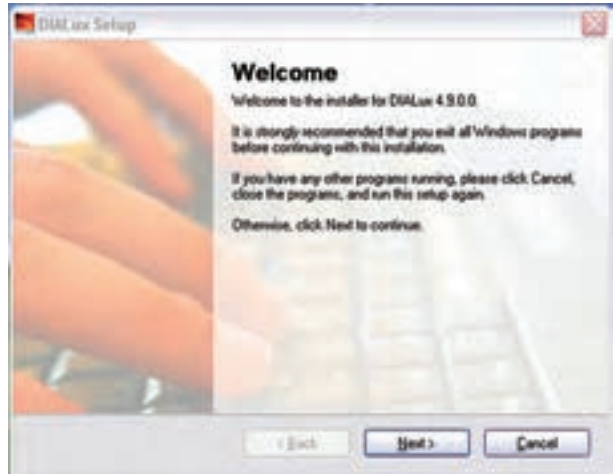 DIALux Setup
Welcome
Welcome to the installer for DIALux 4.9.0.0.
It is strongly recommended that you exit all Windows programs
before continuing with this installation.
If you have any other programs running, please click Cancel,
close the programs, and run this setup again.
Otherwise, click Next to continue.
< Back
Next >
Cancel